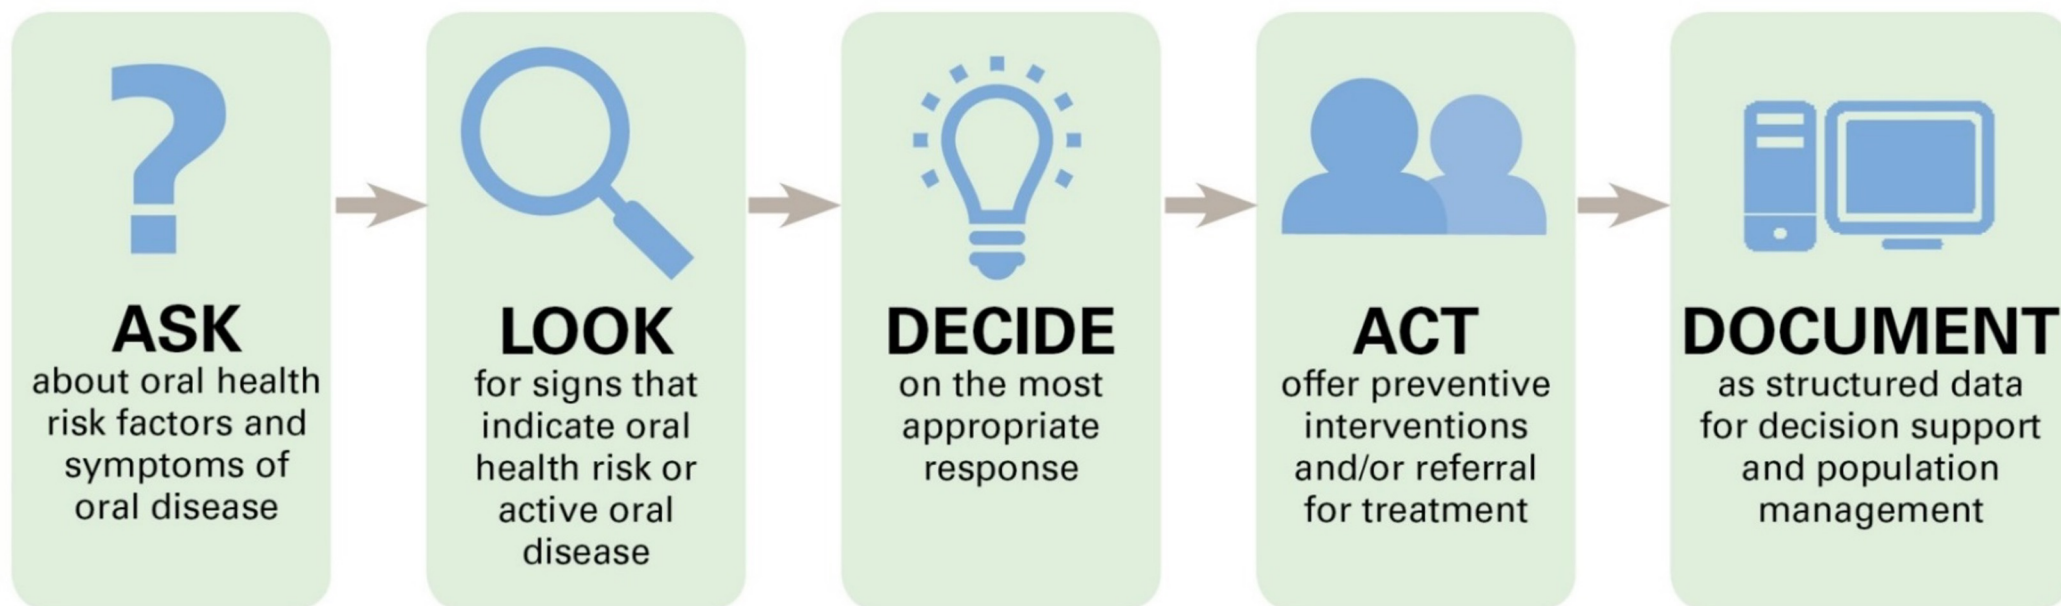 ?
ASK
about oral health
risk factors and
symptoms of
oral disease
LOOK
for signs that
indicate oral
health risk or
active oral
disease
DECIDE
on the most
appropriate
response
ACT
offer preventive
interventions
and/or referral
for treatment
DOCUMENT
as structured data
for decision support
and population
management